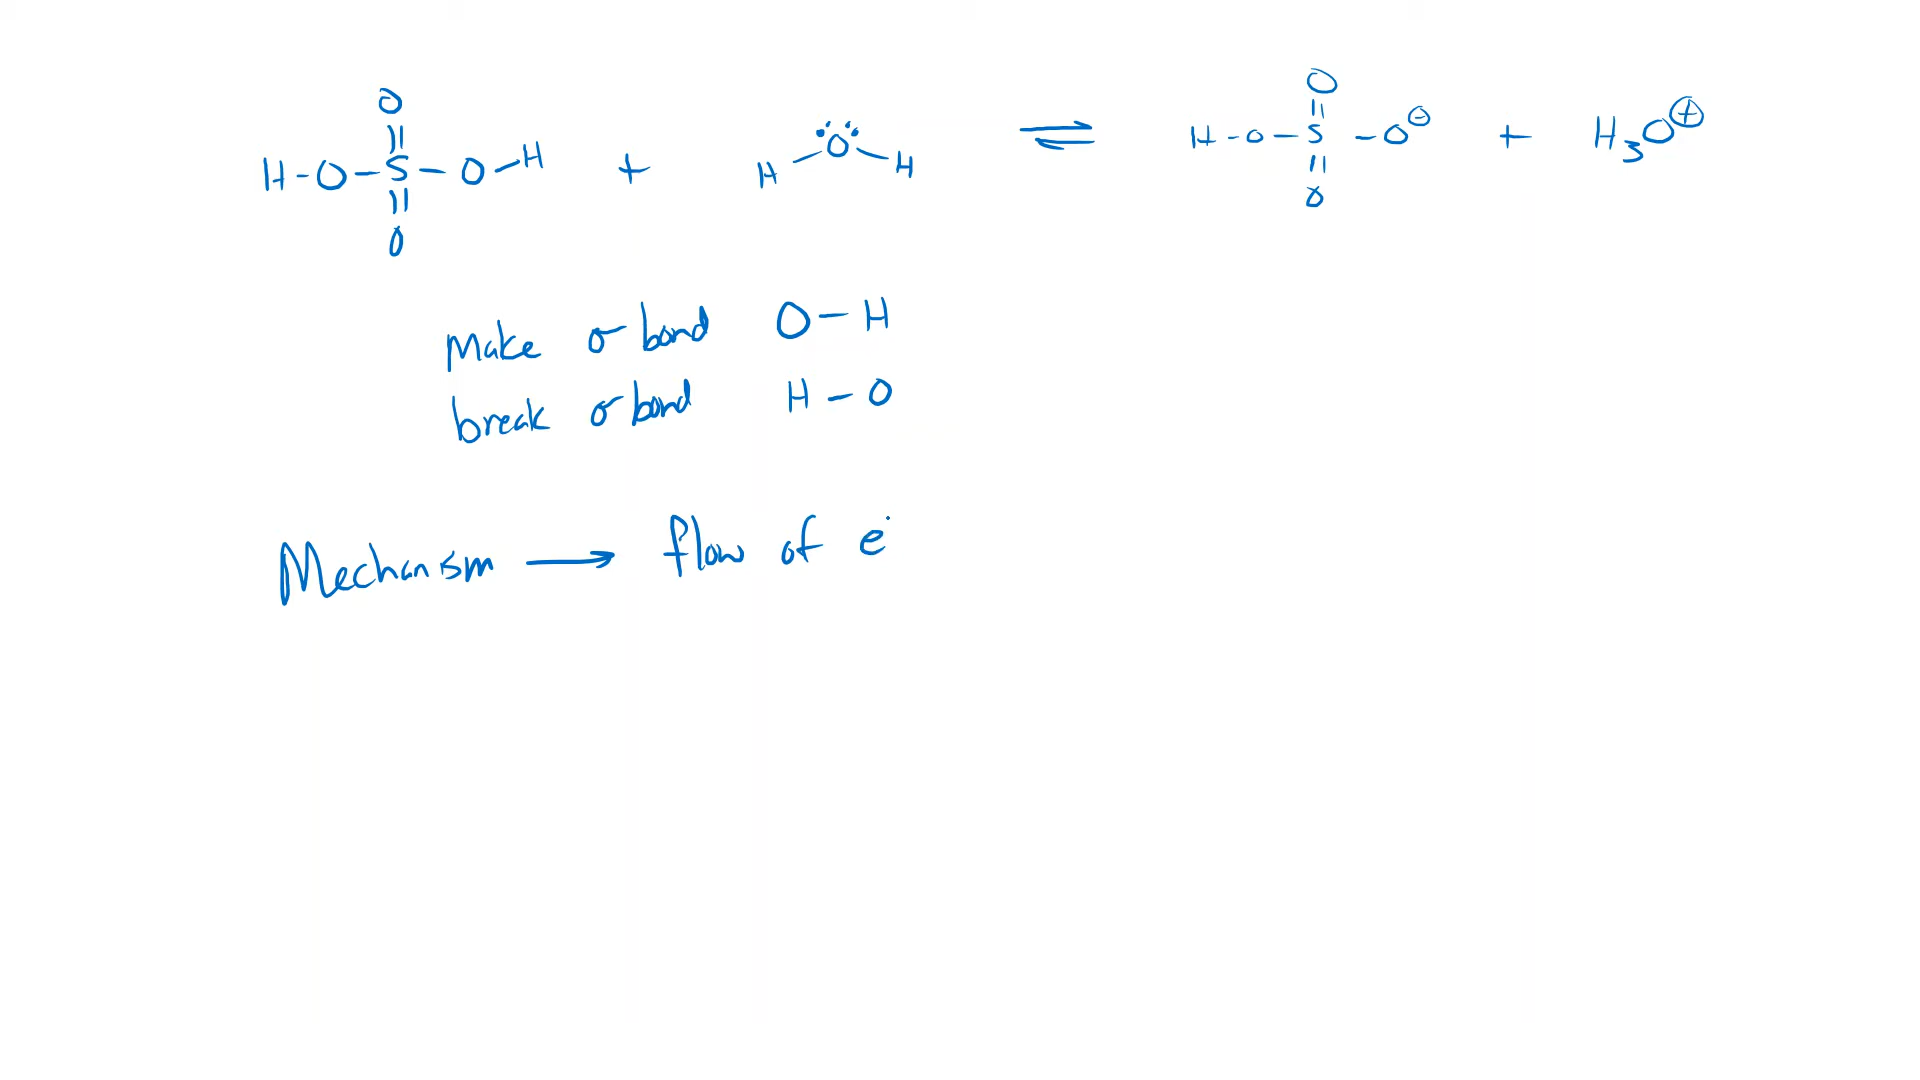 O O
H-O-S-O-H + H-O-H ⇌ H-O-S-O⊖ + H3O⊕
O O
Make σ bond O-H
break σ bond H-O
Mechanism → flow of e